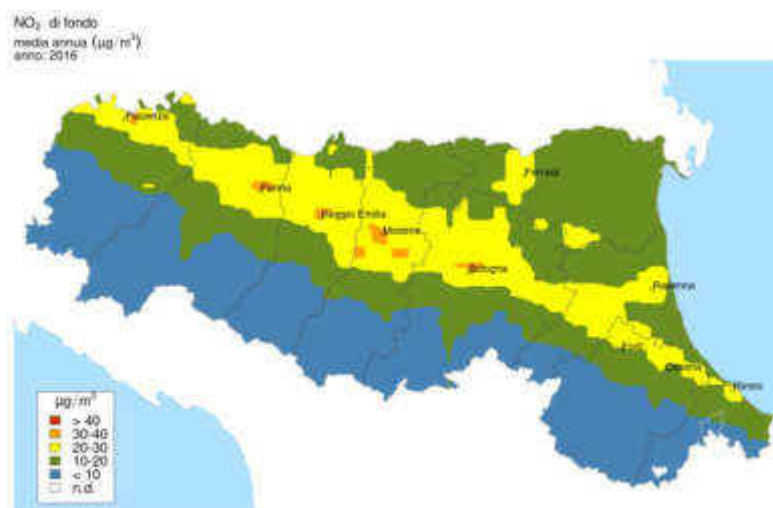 NO₂ di fondo
media annua (µg/m³)
anno: 2016
Piacenza
Parma
Reggio Emilia
Modena
Ferrara
Bologna
Ravenna
Forlì
Cesena
Rimini
µg/m³
> 40
30-40
20-30
10-20
< 10
n.d.